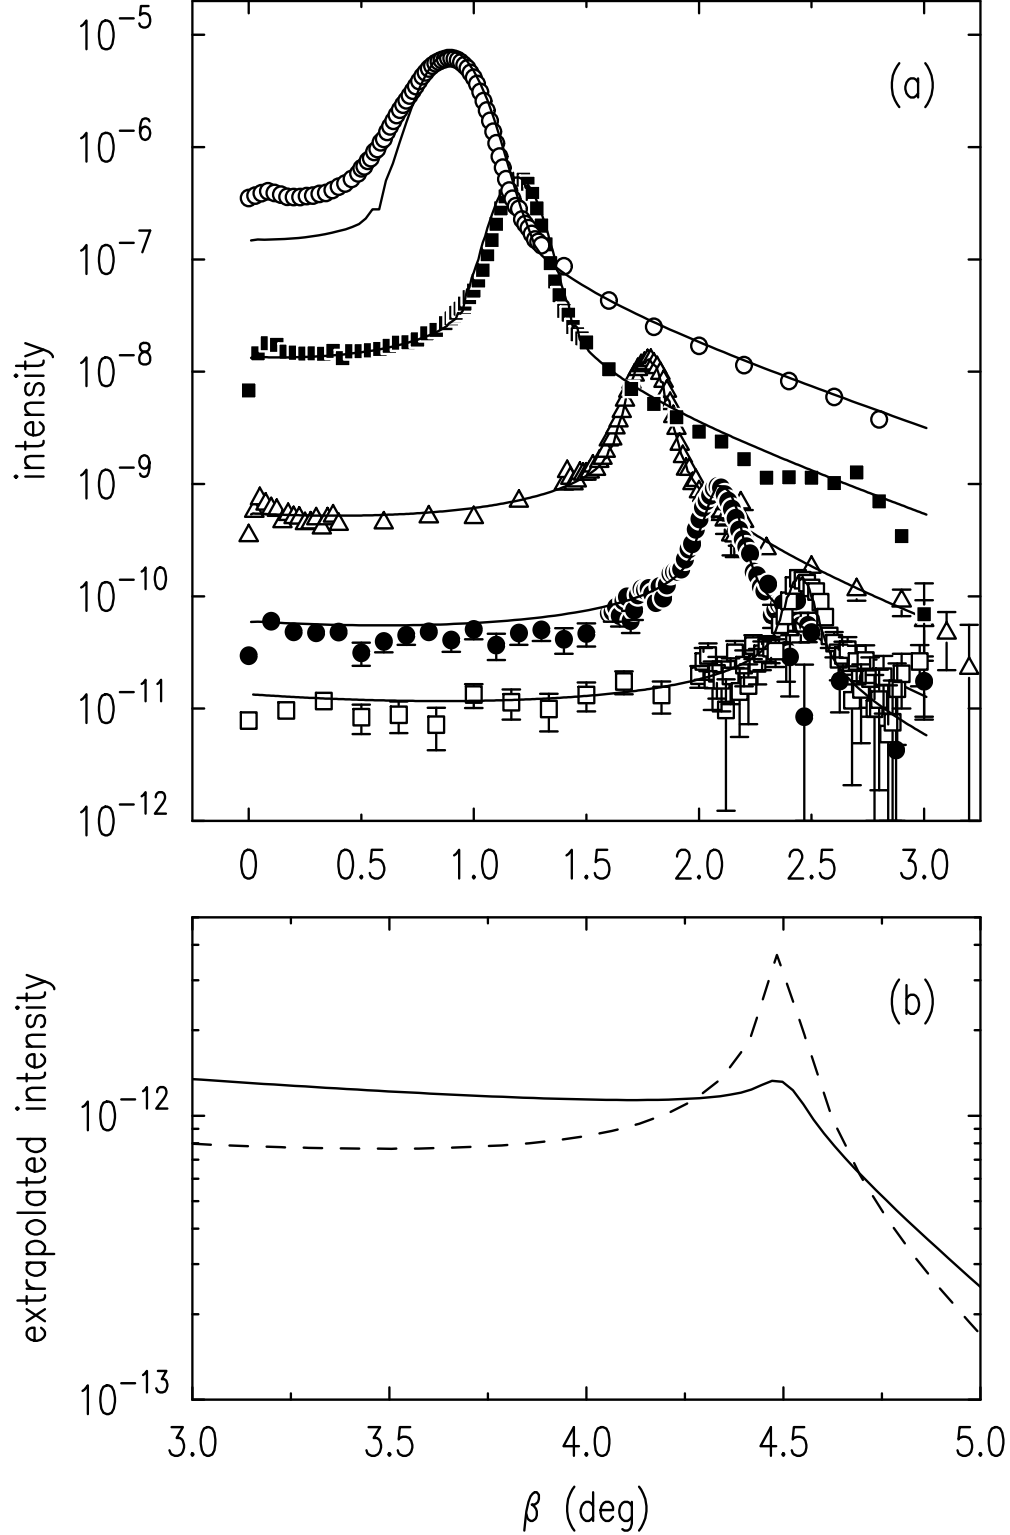 (a)
intensity
10⁻⁵
10⁻⁶
10⁻⁷
10⁻⁸
10⁻⁹
10⁻¹⁰
10⁻¹¹
10⁻¹²
0 0.5 1.0 1.5 2.0 2.5 3.0
(b)
extrapolated intensity
10⁻¹²
10⁻¹³
3.0 3.5 4.0 4.5 5.0
β (deg)